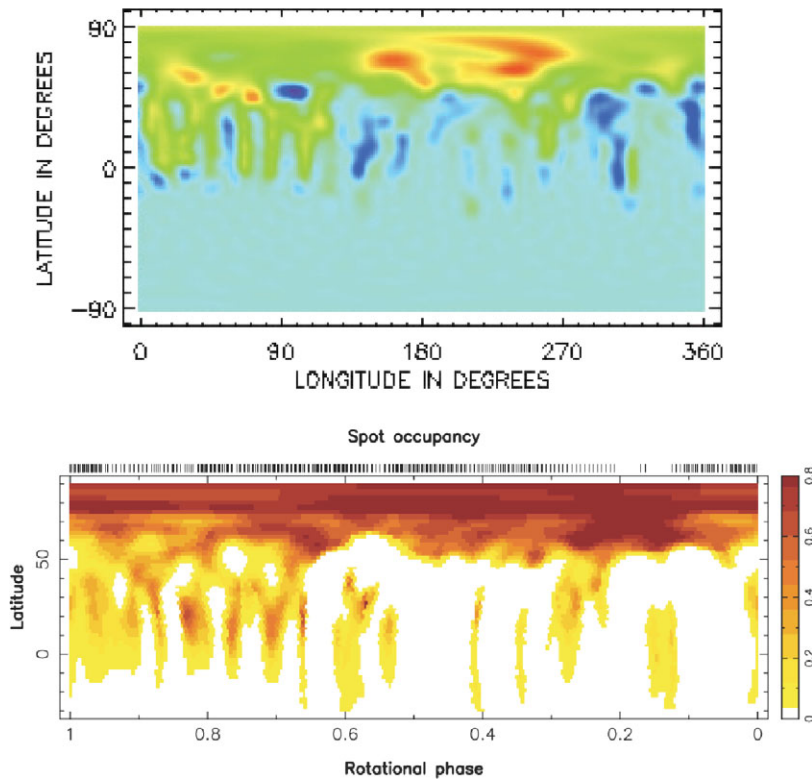 90
LATITUDE IN DEGREES
0
-90
0 90 180 270 360
LONGITUDE IN DEGREES
Spot occupancy
Latitude
50
0
1 0.8 0.6 0.4 0.2 0
Rotational phase
0.8
0.6
0.4
0.2
0